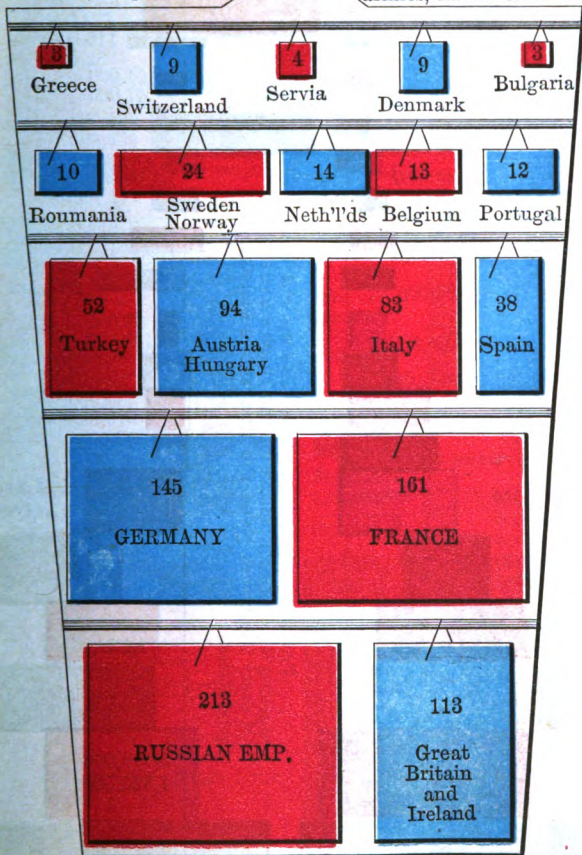 3
9
4
9
3
Greece
Switzerland
Servia
Denmark
Bulgaria
10
24
14
13
12
Roumania
Sweden
Norway
Neth'l'ds
Belgium
Portugal
52
Turkey
94
Austria
Hungary
83
Italy
38
Spain
145
GERMANY
161
FRANCE
213
RUSSIAN EMP.
113
Great
Britain
and
Ireland